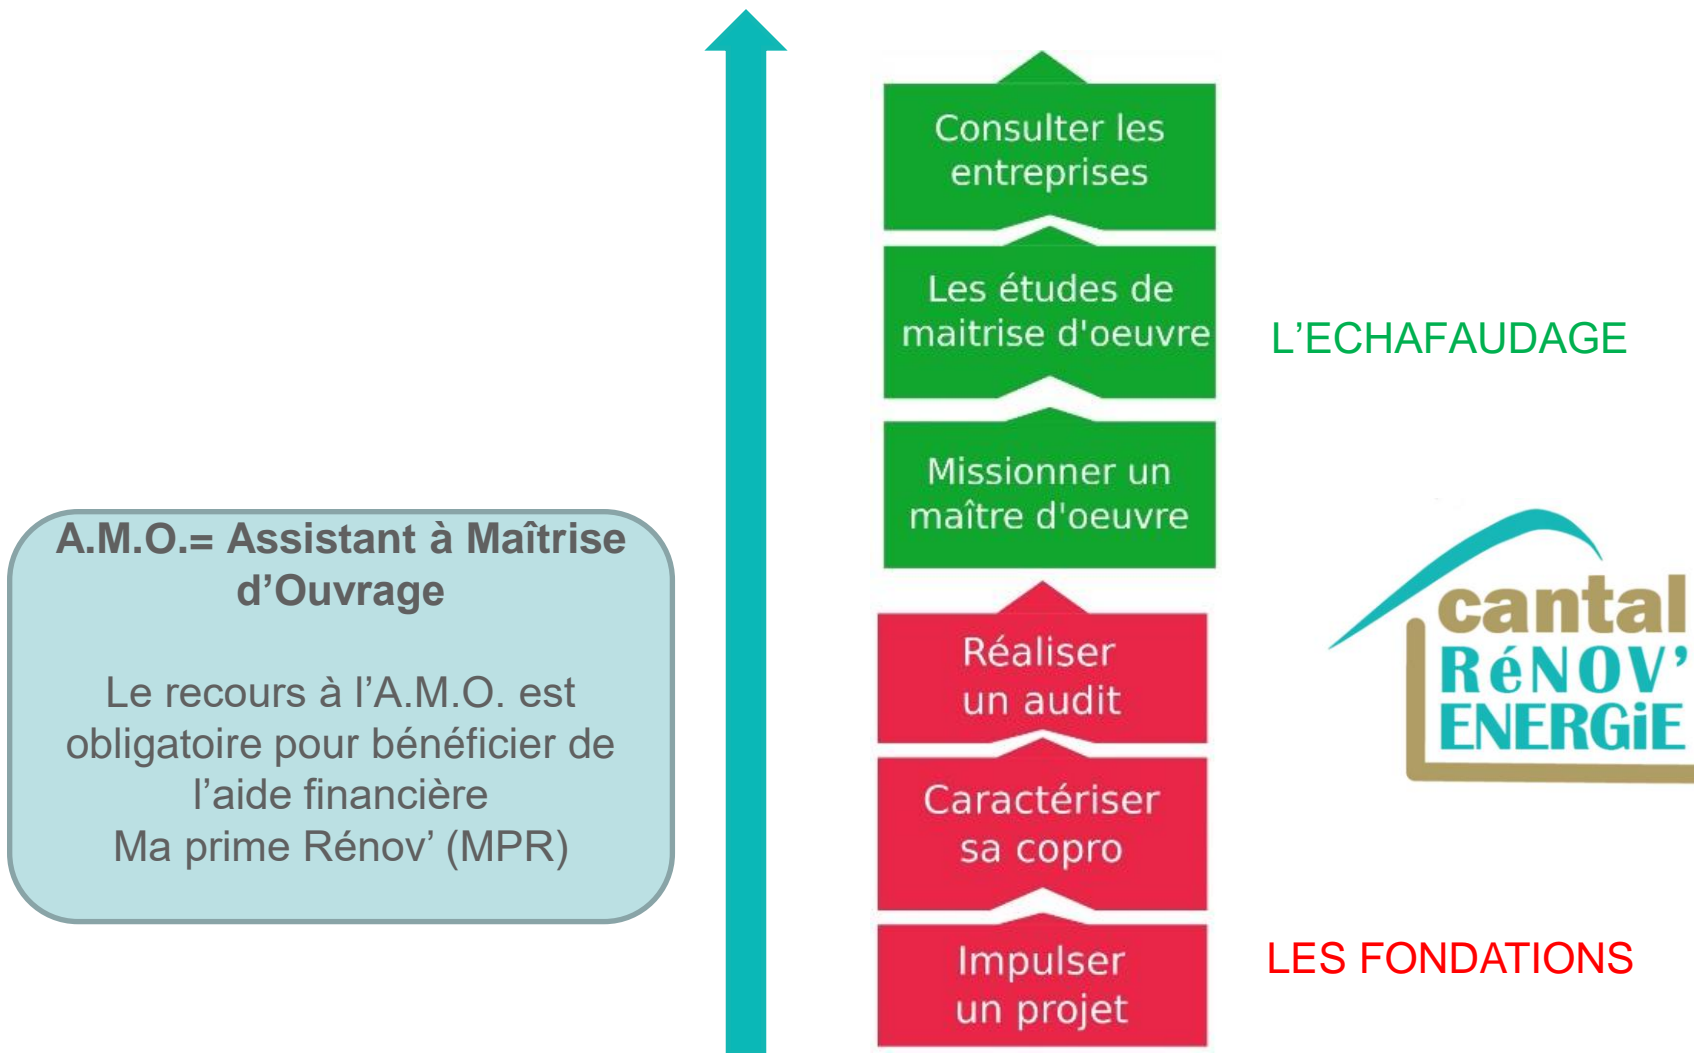 Consulter les
entreprises
Les études de
maitrise d'oeuvre
L’ECHAFAUDAGE
Missionner un
maître d'oeuvre
A.M.O.= Assistant à Maîtrise
d’Ouvrage
Le recours à l’A.M.O. est
obligatoire pour bénéficier de
l’aide financière
Ma prime Rénov’ (MPR)
cantal
RéNOV’
ENERGiE
Réaliser
un audit
Caractériser
sa copro
Impulser
un projet
LES FONDATIONS